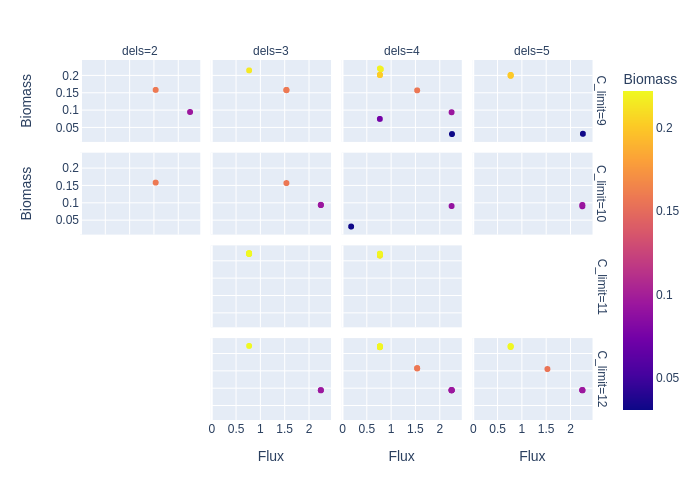 dels=2
dels=3
dels=4
dels=5
Biomass
0.2
0.15
0.1
0.05
C_limit=9
Biomass
0.2
0.15
0.1
0.05
C_limit=10
C_limit=11
C_limit=12
0
0.5
1
1.5
2
0
0.5
1
1.5
2
0
0.5
1
1.5
2
Flux
Flux
Flux
Biomass
0.2
0.15
0.1
0.05